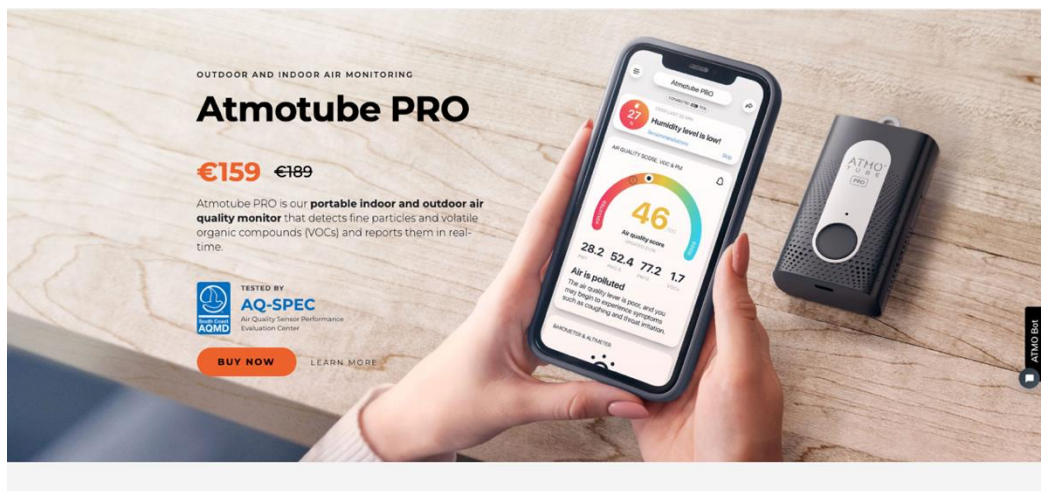 OUTDOOR AND INDOOR AIR MONITORING
Atmotube PRO
€159 €189
Atmotube PRO is our portable indoor and outdoor air
quality monitor that detects fine particles and volatile
organic compounds (VOCs) and reports them in real-
time.
South Coast
AQMD
TESTED BY
AQ-SPEC
Air Quality Sensor Performance
Evaluation Center
BUY NOW
LEARN MORE
Atmotube PRO
27
%
Humidity level is low!
Recommendations
Skip
AIR QUALITY SCORE, VOC & PM
POLLUTED
46
Air quality score
28.2 52.4 77.2 1.7
Air is polluted
The air quality level is poor, and you
may begin to experience symptoms
such as coughing and throat irritation.
BAROMETER & ALTIMETER
ATMO
TUBE
PRO
ATMO Bot